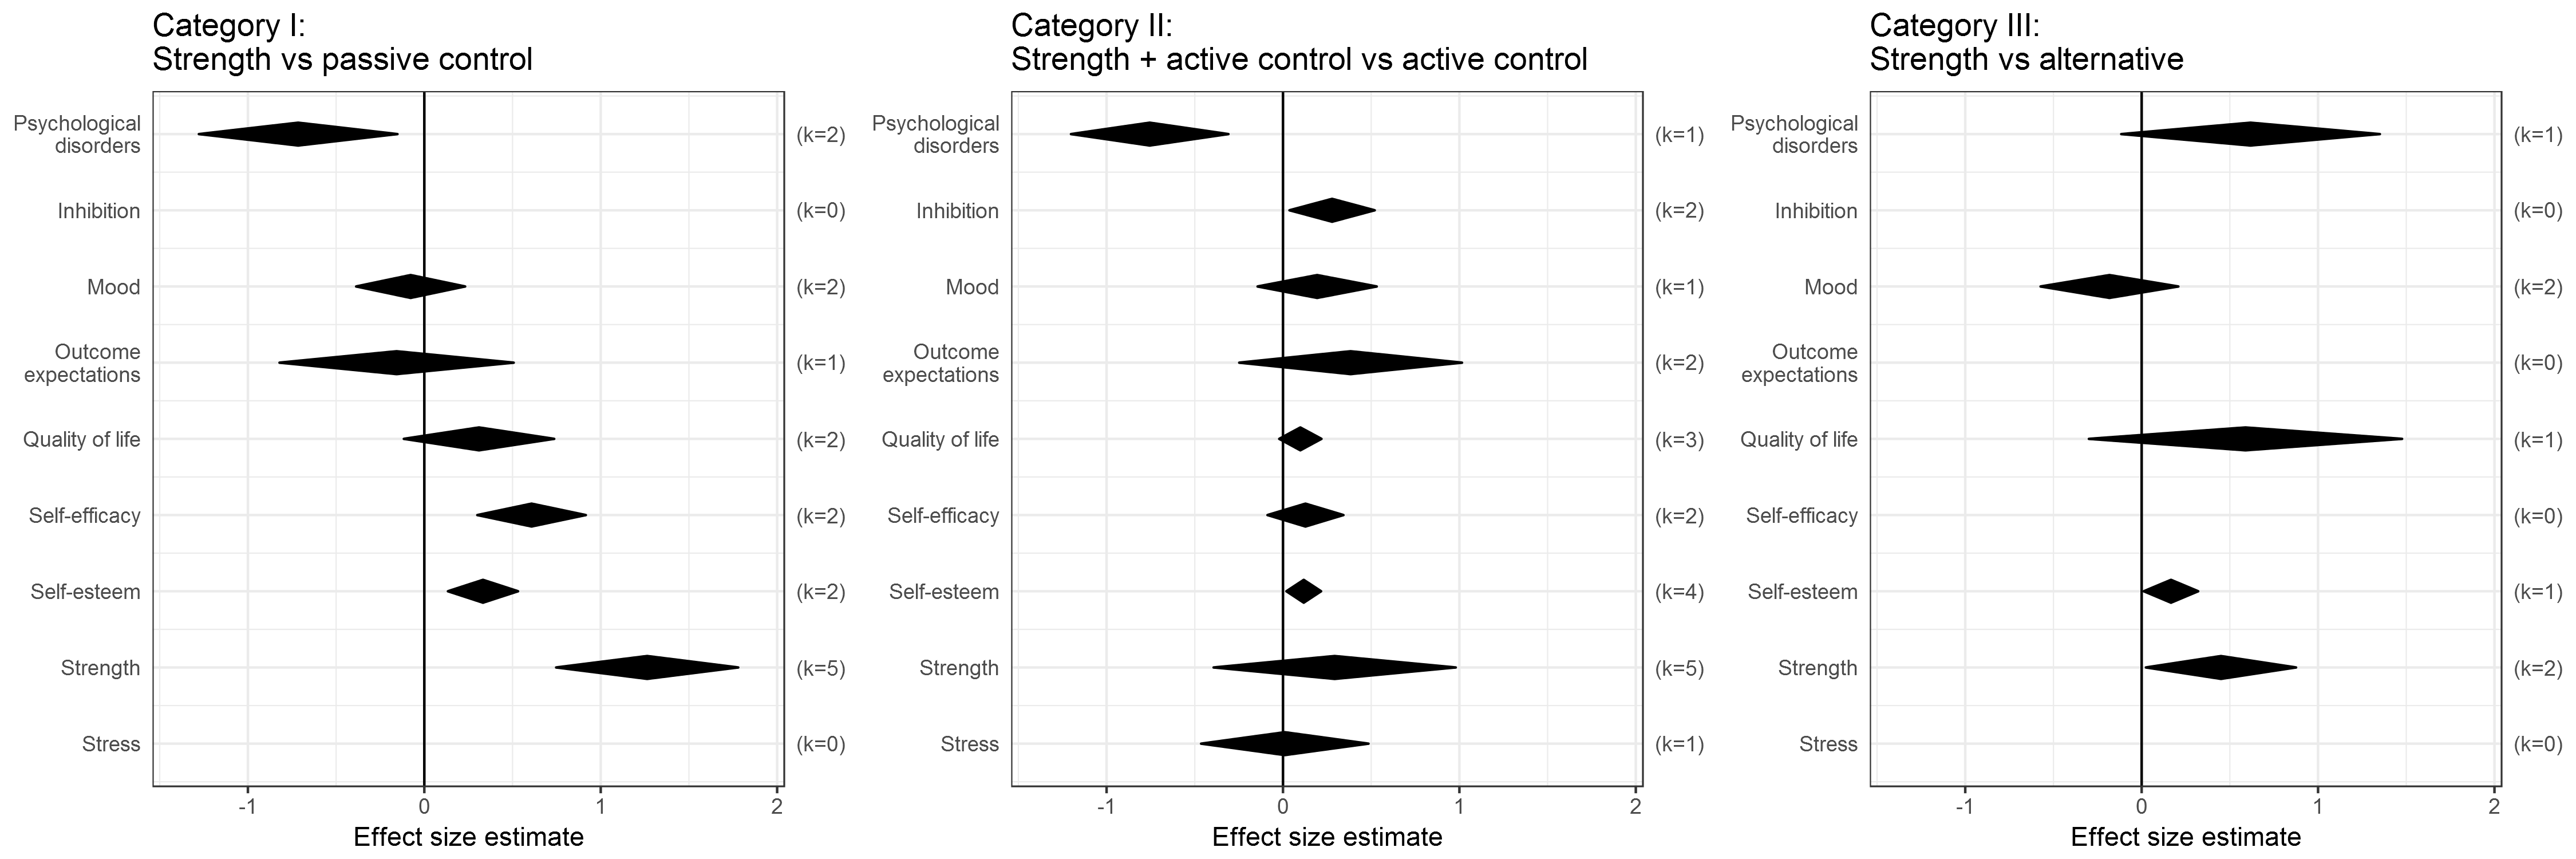 Category I:
Strength vs passive control
Psychological
disorders
(k=2)
Inhibition
(k=0)
Mood
(k=2)
Outcome
expectations
(k=1)
Quality of life
(k=2)
Self-efficacy
(k=2)
Self-esteem
(k=2)
Strength
(k=5)
Stress
(k=0)
-1 0 1 2
Effect size estimate
Category II:
Strength + active control vs active control
Psychological
disorders
(k=1)
Inhibition
(k=2)
Mood
(k=1)
Outcome
expectations
(k=2)
Quality of life
(k=3)
Self-efficacy
(k=2)
Self-esteem
(k=4)
Strength
(k=5)
Stress
(k=1)
-1 0 1 2
Effect size estimate
Category III:
Strength vs alternative
Psychological
disorders
(k=1)
Inhibition
(k=0)
Mood
(k=2)
Outcome
expectations
(k=0)
Quality of life
(k=1)
Self-efficacy
(k=0)
Self-esteem
(k=1)
Strength
(k=2)
Stress
(k=0)
-1 0 1 2
Effect size estimate